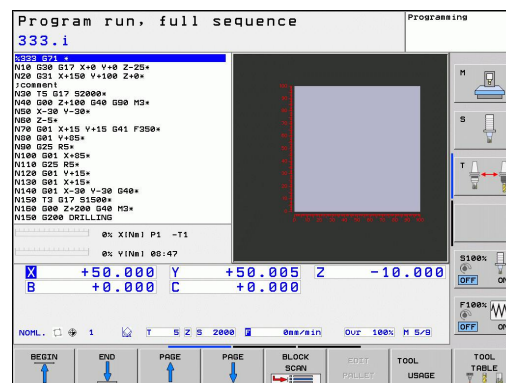 Program run, full sequence
Programming
333.i
%333 G71 *
N10 G30 G17 X+0 Y+0 Z-25*
N20 G31 X+150 Y+100 Z+0*
;comment
N30 T5 G17 S2000*
N40 G00 Z+100 G40 G90 M3*
N50 X-30 Y-30*
N60 Z-5*
N70 G01 X+15 Y+15 G41 F350*
N80 G01 Y+85*
N90 G25 R5*
N100 G01 X+85*
N110 G25 R5*
N120 G01 Y+15*
N130 G01 X+15*
N140 G01 X-30 Y-30 G40*
N150 T3 G17 S1500*
N160 G00 Z+200 G40 M3*
N150 G200 DRILLING
0% X[Nm] P1 -T1
0% Y[Nm] 08:47
X +50.000 Y +50.005 Z -10.000
B +0.000 C +0.000
NOML. 1 T 5 Z S 2000 F 0mm/min Ovr 100% M 5/9
M
S
T
S100%
OFF ON
F100%
OFF ON
BEGIN
END
PAGE
PAGE
BLOCK SCAN
EDIT PALLET
TOOL USAGE
TOOL TABLE